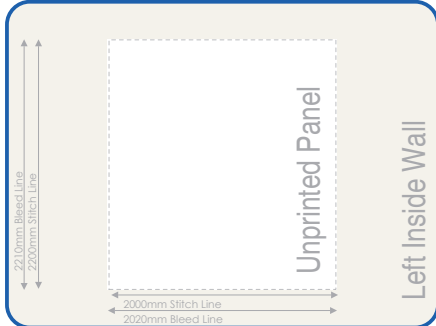 2210mm Bleed Line
2200mm Stitch Line
Unprinted Panel
Left Inside Wall
2000mm Stitch Line
2020mm Bleed Line